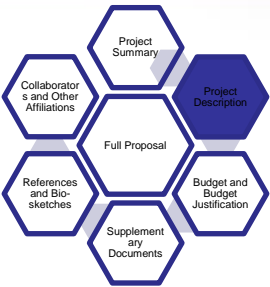 Project
Summary
Collaborator
s and Other
Affiliations
Project
Description
Full Proposal
References
and Bio-
sketches
Budget and
Budget
Justification
Supplement
ary
Documents